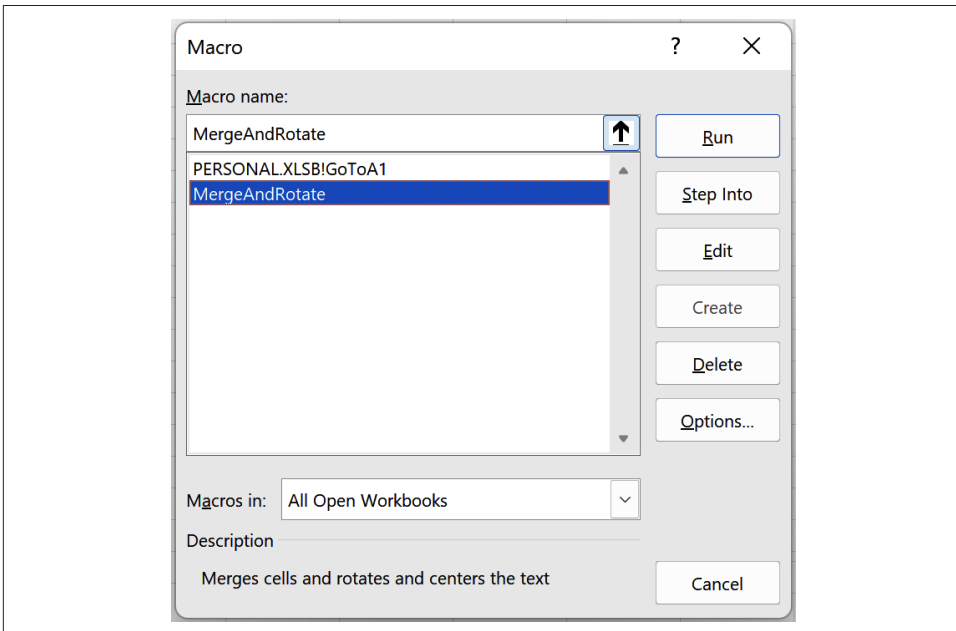 Macro
?
Macro name:
MergeAndRotate
Run
PERSONAL.XLSB!GoToA1
MergeAndRotate
Step Into
Edit
Create
Delete
Options...
Macros in: All Open Workbooks
Description
Merges cells and rotates and centers the text
Cancel